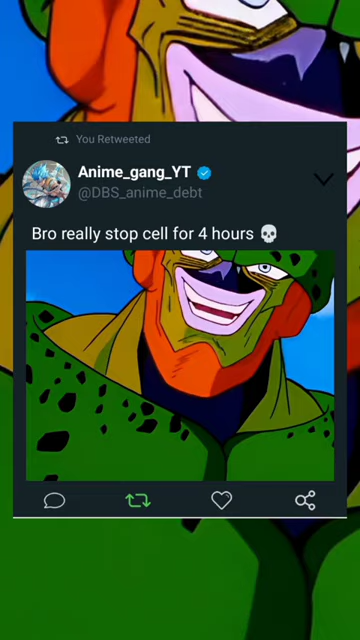 You Retweeted
Anime_gang_YT
@DBS_anime_debt
Bro really stop cell for 4 hours 💀